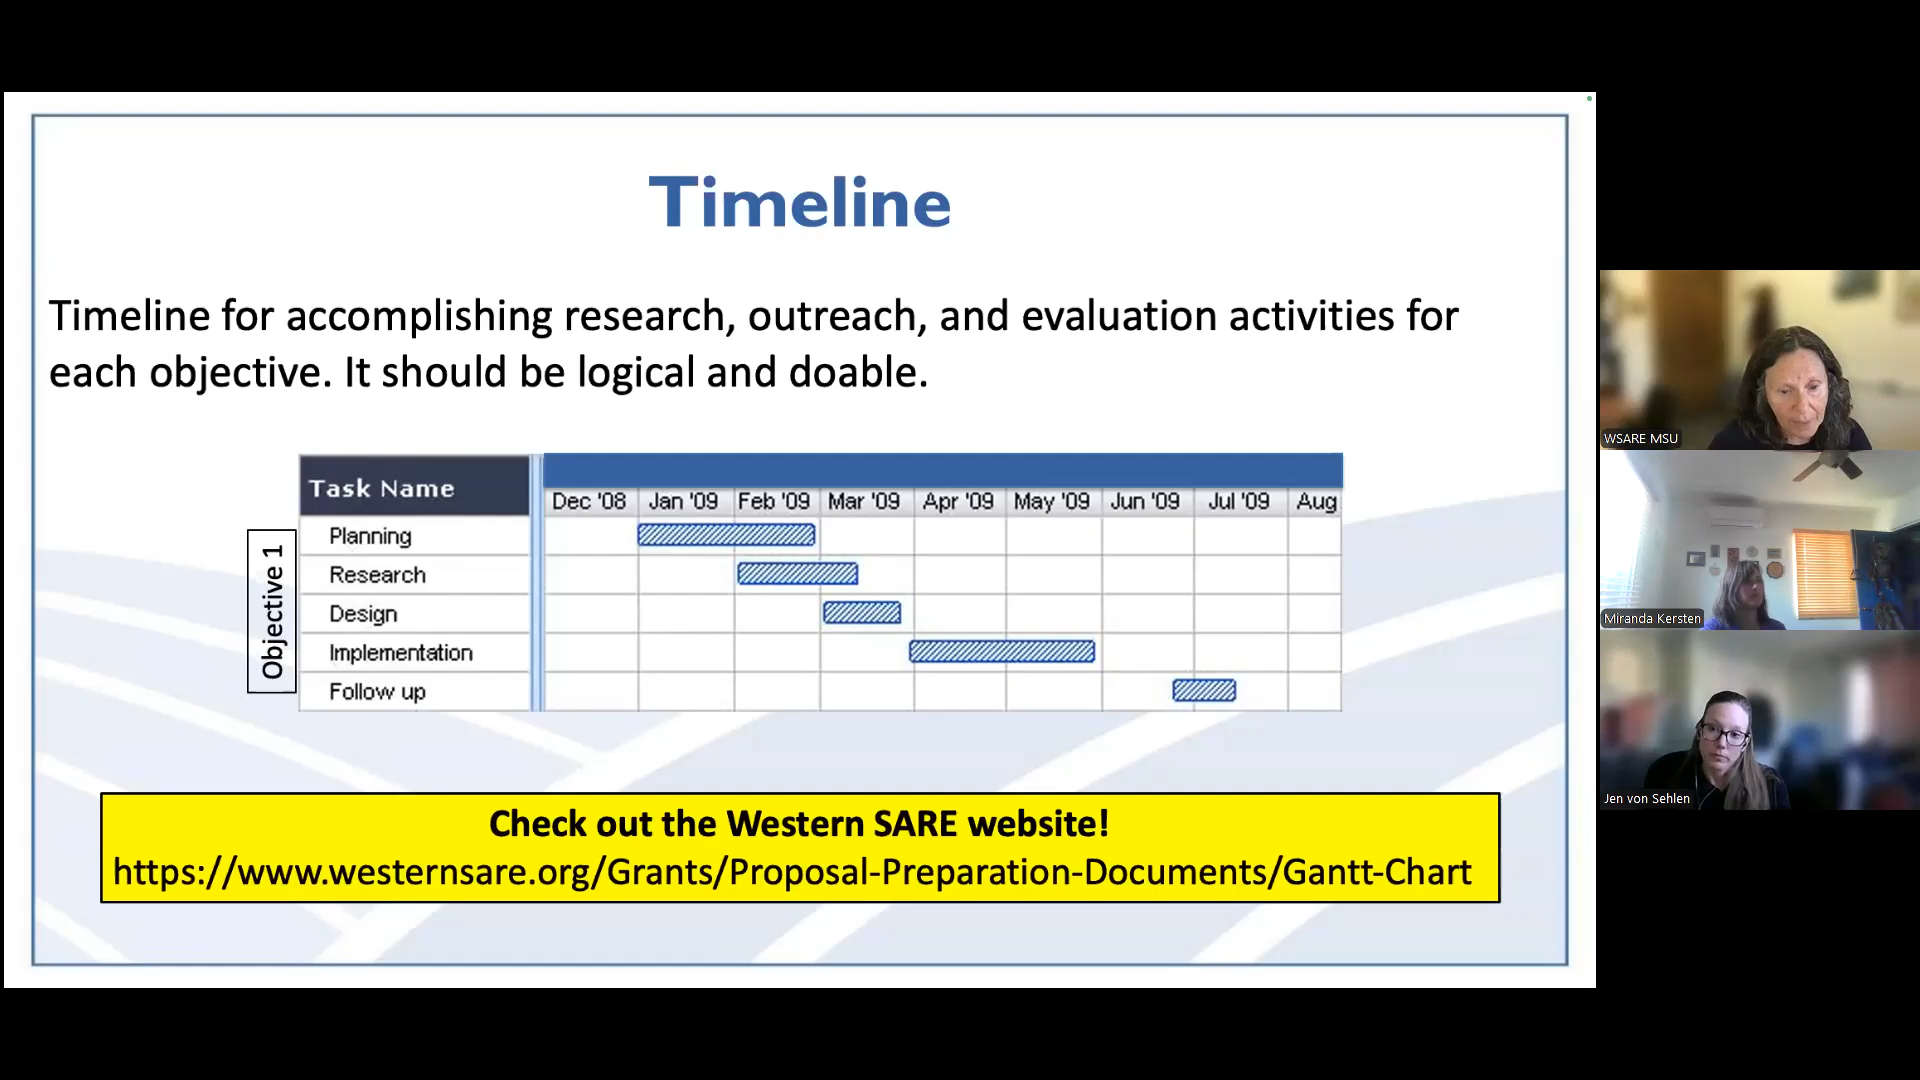 Timeline
Timeline for accomplishing research, outreach, and evaluation activities for
each objective. It should be logical and doable.
Task Name
Dec '08 Jan '09 Feb '09 Mar '09 Apr '09 May '09 Jun '09 Jul '09 Aug
Objective 1
Planning
Research
Design
Implementation
Follow up
Check out the Western SARE website!
https://www.westernsare.org/Grants/Proposal-Preparation-Documents/Gantt-Chart
WSARE MSU
Miranda Kersten
Jen von Sehlen